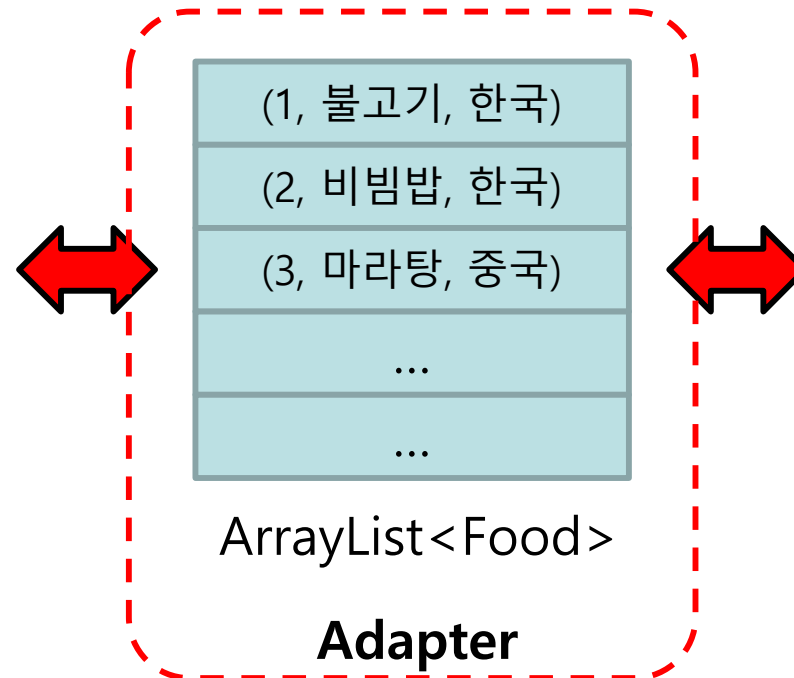 (1, 불고기, 한국)
(2, 비빔밥, 한국)
(3, 마라탕, 중국)
...
...
ArrayList<Food>
Adapter